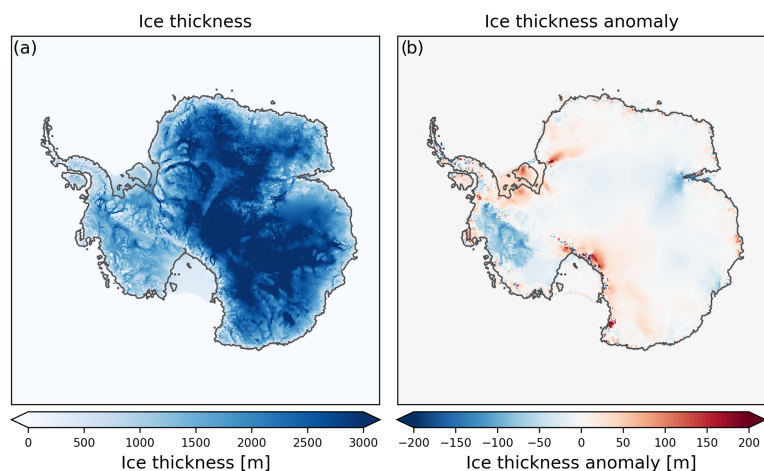 Ice thickness
Ice thickness anomaly
(a)
(b)
0 500 1000 1500 2000 2500 3000
−200 −150 −100 −50 0 50 100 150 200
Ice thickness [m]
Ice thickness anomaly [m]